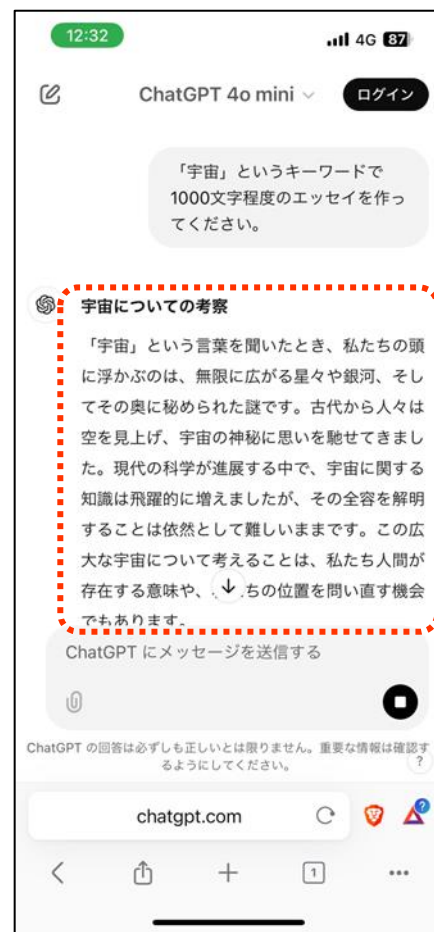 12:32
4G 87
ChatGPT 4o mini
ログイン
「宇宙」というキーワードで
1000文字程度のエッセイを作っ
てください。
宇宙についての考察
「宇宙」という言葉を聞いたとき、私たちの頭
に浮かぶのは、無限に広がる星々や銀河、そし
てその奥に秘められた謎です。古代から人々は
空を見上げ、宇宙の神秘に思いを馳せてきまし
た。現代の科学が進展する中で、宇宙に関する
知識は飛躍的に増えましたが、その全容を解明
することは依然として難しいままです。この広
大な宇宙について考えることは、私たち人間が
存在する意味や、ちの位置を問い直す機会
でもあります。
ChatGPT にメッセージを送信する
ChatGPT の回答は必ずしも正しいとは限りません。重要な情報は確認す
るようにしてください。
?
chatgpt.com
?
1